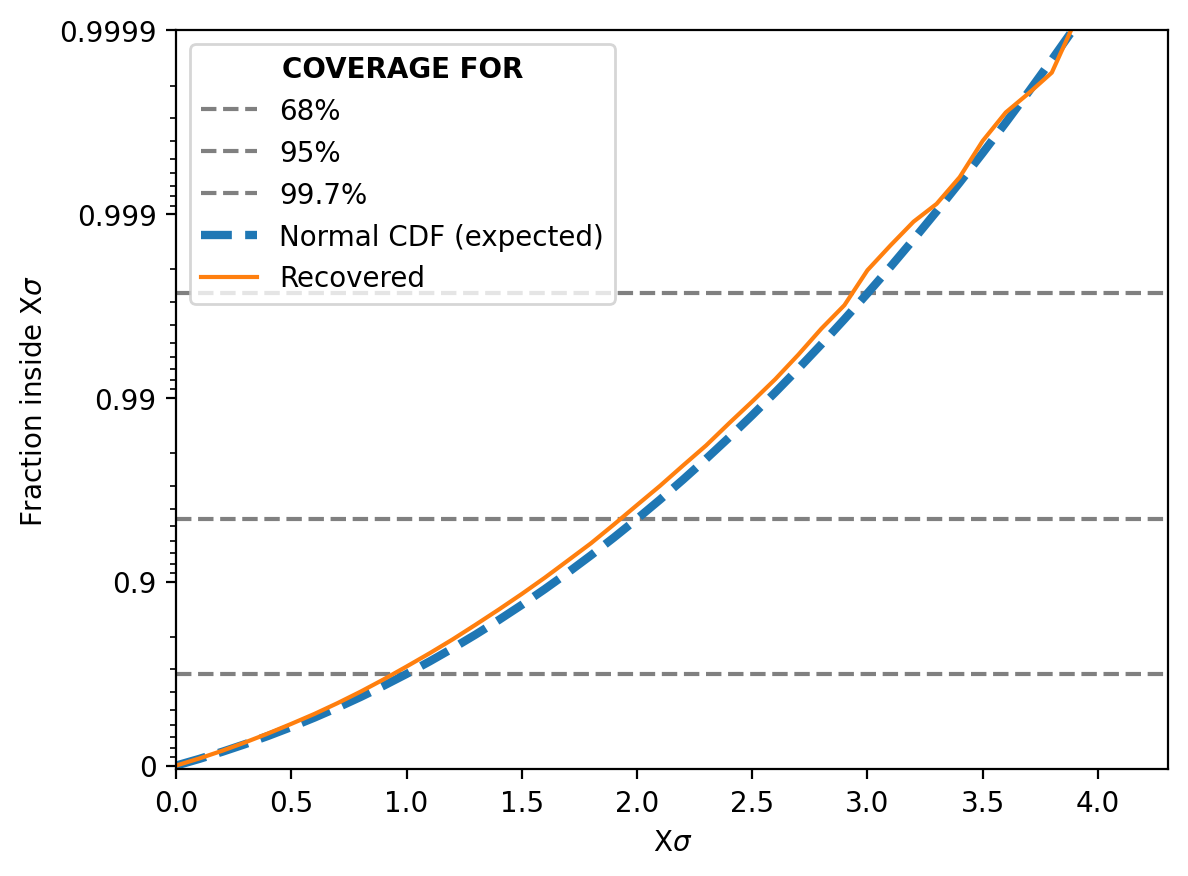 0.9999
0.999
0.99
0.9
0
Fraction inside Xσ
COVERAGE FOR
68%
95%
99.7%
Normal CDF (expected)
Recovered
0.0 0.5 1.0 1.5 2.0 2.5 3.0 3.5 4.0
Xσ